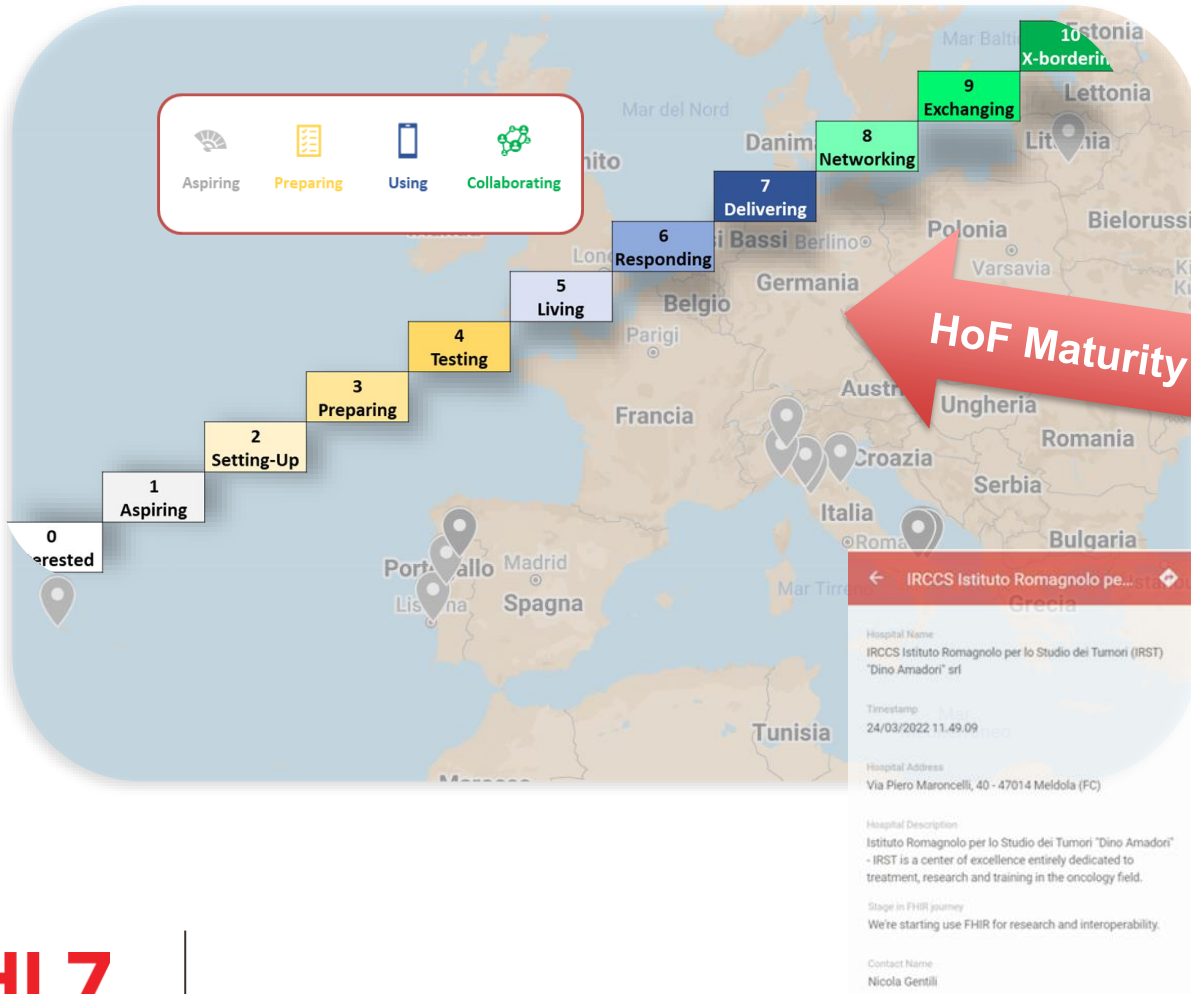 10
X-borderin
9
Exchanging
8
Networking
7
Delivering
6
Responding
5
Living
4
Testing
3
Preparing
2
Setting-Up
1
Aspiring
0
erested
Aspiring
Preparing
Using
Collaborating
HoF Maturity
Mar Balti
Estonia
Lettonia
Mar del Nord
Danim
nito
Bielorussi
Polonia
Varsavia
i Bassi
Berlino
Germania
Belgio
Parigi
Francia
Austr
Ungheria
Romania
Croazia
Serbia
Italia
Roma
Bulgaria
Madrid
Spagna
Mar Tirre
Grecia
Tunisia
IRCCS Istituto Romagnolo pe...
Hospital Name
IRCCS Istituto Romagnolo per lo Studio dei Tumori (IRST)
"Dino Amadori" srl
Timestamp
24/03/2022 11.49.09
Hospital Address
Via Piero Maroncelli, 40 - 47014 Meldola (FC)
Hospital Description
Istituto Romagnolo per lo Studio dei Tumori "Dino Amadori"
- IRST is a center of excellence entirely dedicated to
treatment, research and training in the oncology field.
Stage in FHIR journey
We're starting use FHIR for research and interoperability.
Contact Name
Nicola Gentili
HL7